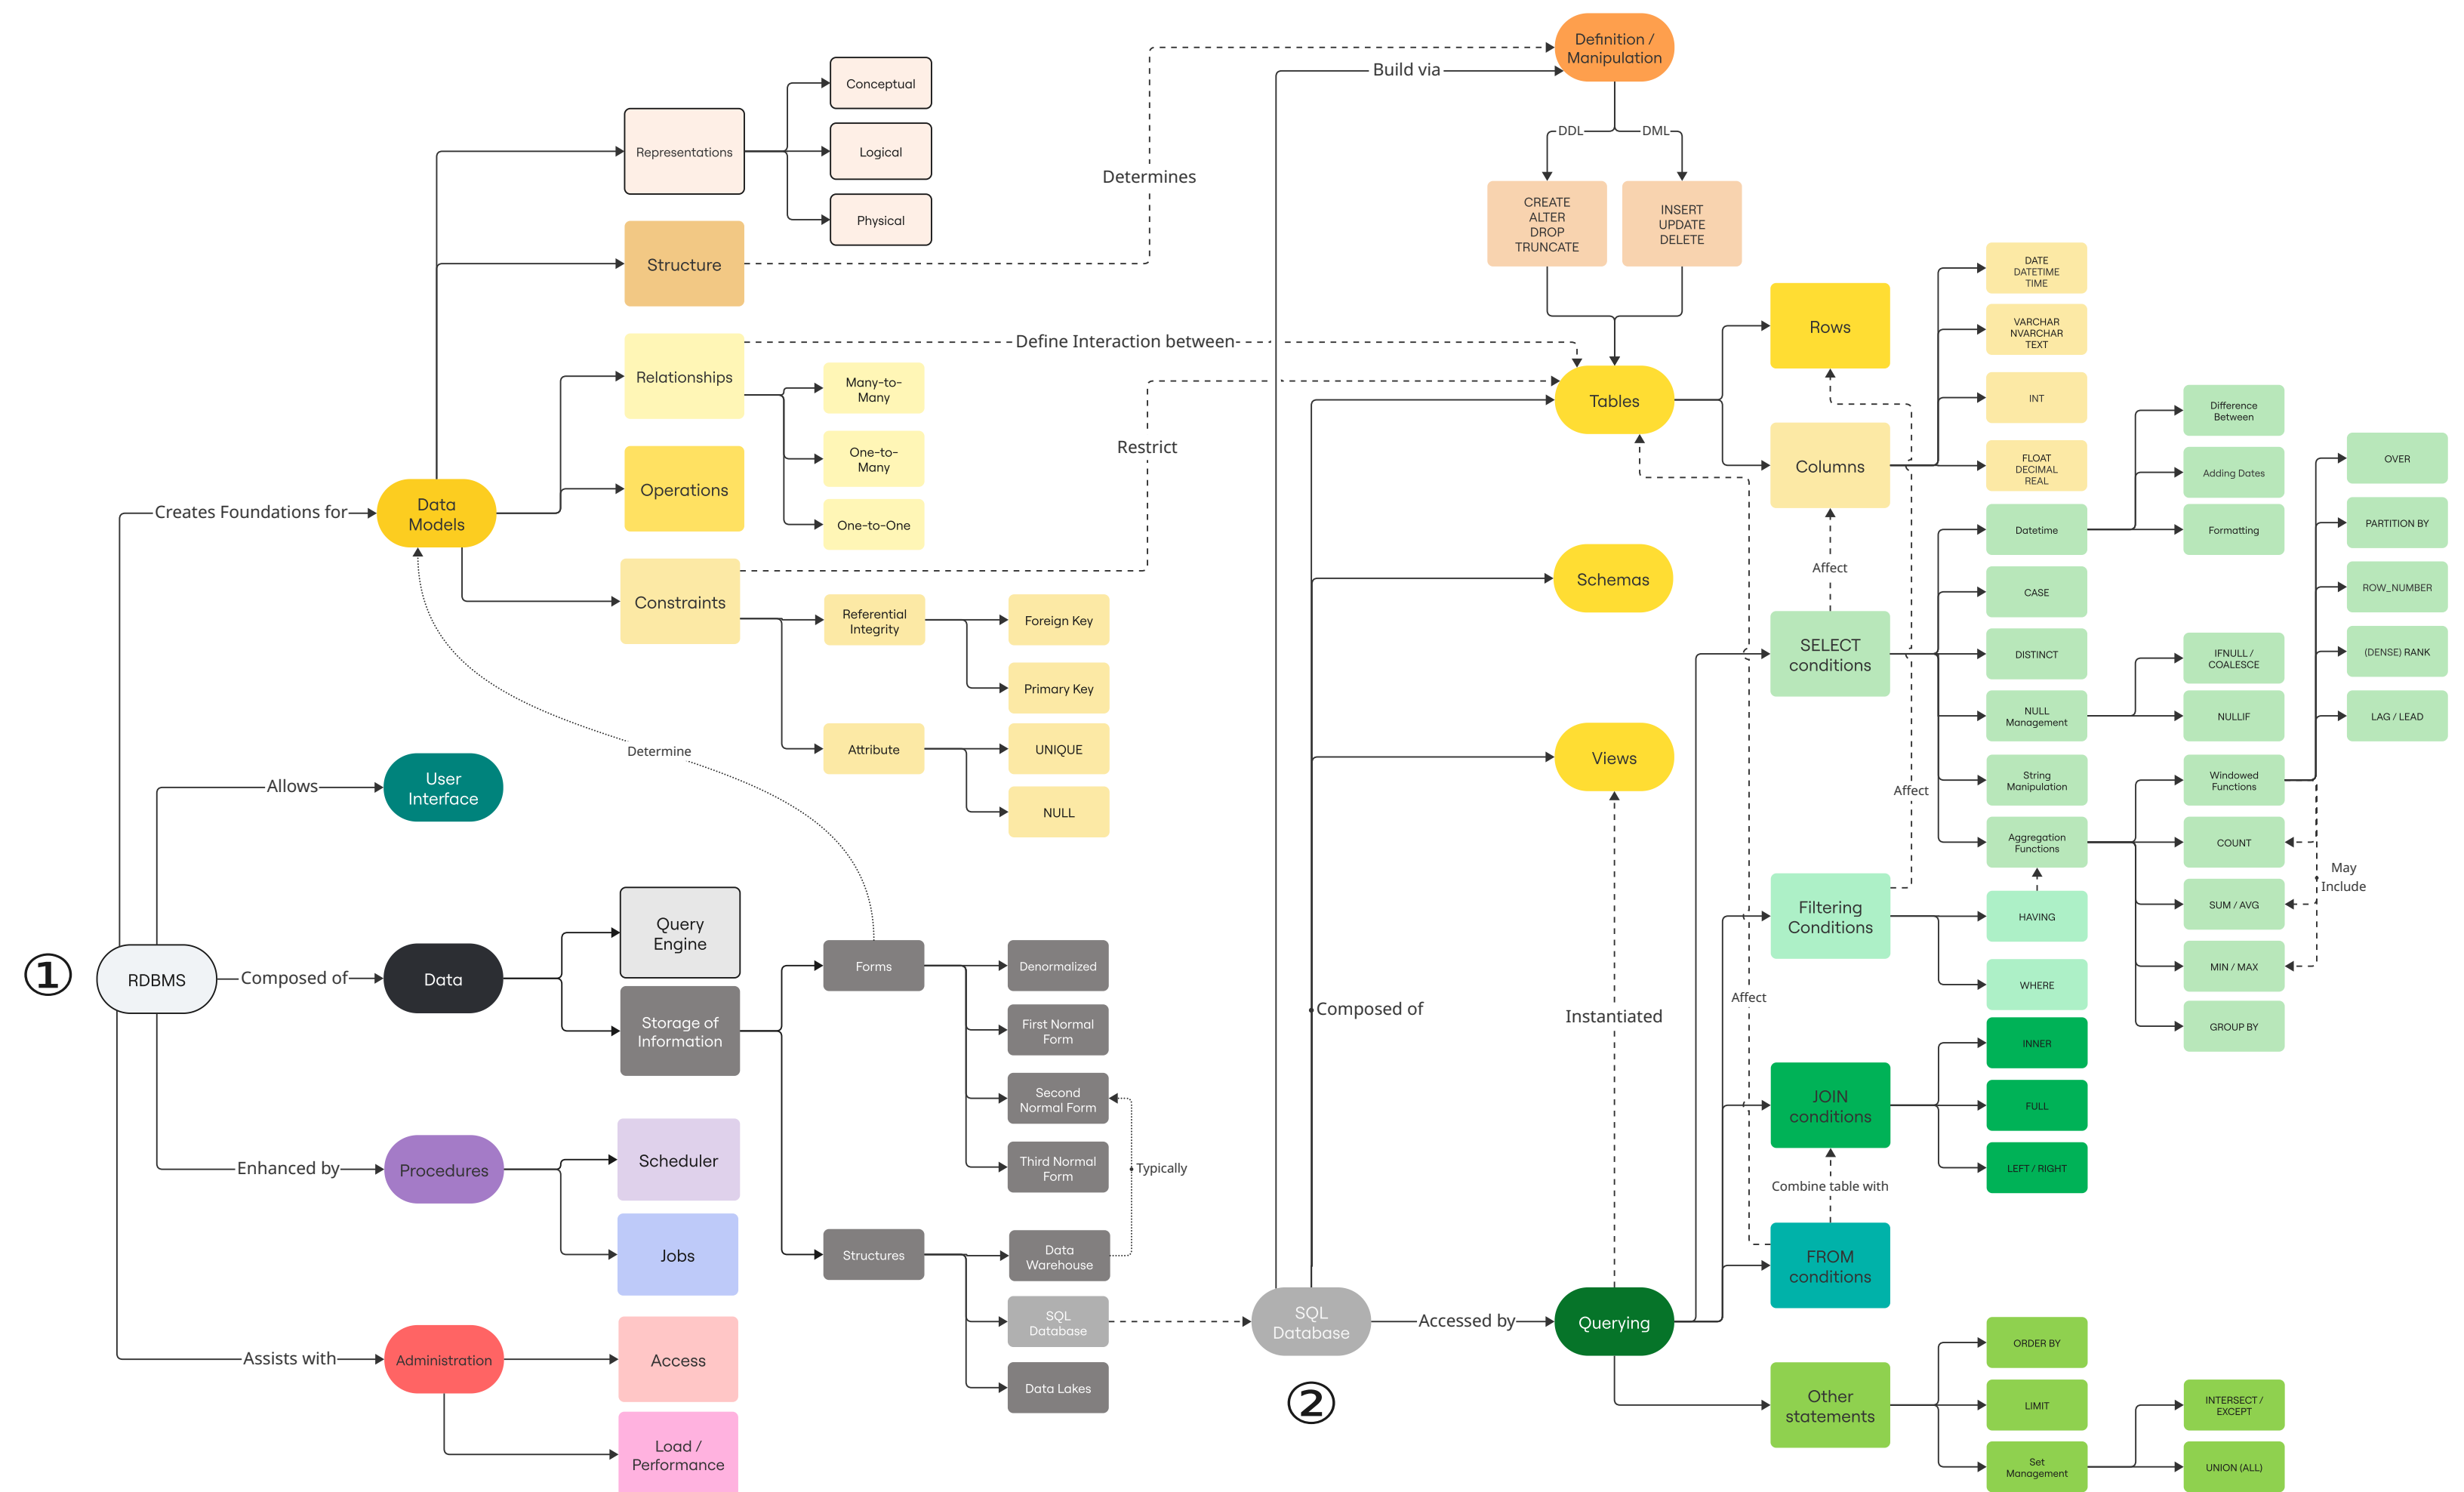 Definition /
Manipulation
Build via
DDL
DML
CREATE
ALTER
DROP
TRUNCATE
INSERT
UPDATE
DELETE
Conceptual
Representations
Logical
Physical
Determines
Structure
Define Interaction between
Relationships
Many-to-
Many
One-to-
Many
One-to-One
Operations
Restrict
Creates Foundations for
Data
Models
Constraints
Referential
Integrity
Foreign Key
Primary Key
Attribute
UNIQUE
NULL
Determine
Allows
User
Interface
①
RDBMS
Composed of
Data
Query
Engine
Storage of
Information
Forms
Denormalized
First Normal
Form
Second
Normal Form
Third Normal
Form
Typically
Structures
Data
Warehouse
SQL
Database
Data Lakes
Enhanced by
Procedures
Scheduler
Jobs
Assists with
Administration
Access
Load /
Performance
SQL
Database
②
Composed of
Accessed by
Tables
Schemas
Views
Instantiated
Querying
Rows
Columns
DATE
DATETIME
TIME
VARCHAR
NVARCHAR
TEXT
INT
FLOAT
DECIMAL
REAL
Affect
SELECT
conditions
Datetime
Difference
Between
Adding Dates
Formatting
CASE
DISTINCT
NULL
Management
IFNULL /
COALESCE
NULLIF
String
Manipulation
Aggregation
Functions
Windowed
Functions
OVER
PARTITION BY
ROW_NUMBER
(DENSE) RANK
LAG / LEAD
COUNT
SUM / AVG
MIN / MAX
GROUP BY
May
Include
Affect
Filtering
Conditions
HAVING
WHERE
Affect
JOIN
conditions
INNER
FULL
LEFT / RIGHT
Combine table with
FROM
conditions
Other
statements
ORDER BY
LIMIT
Set
Management
INTERSECT /
EXCEPT
UNION (ALL)